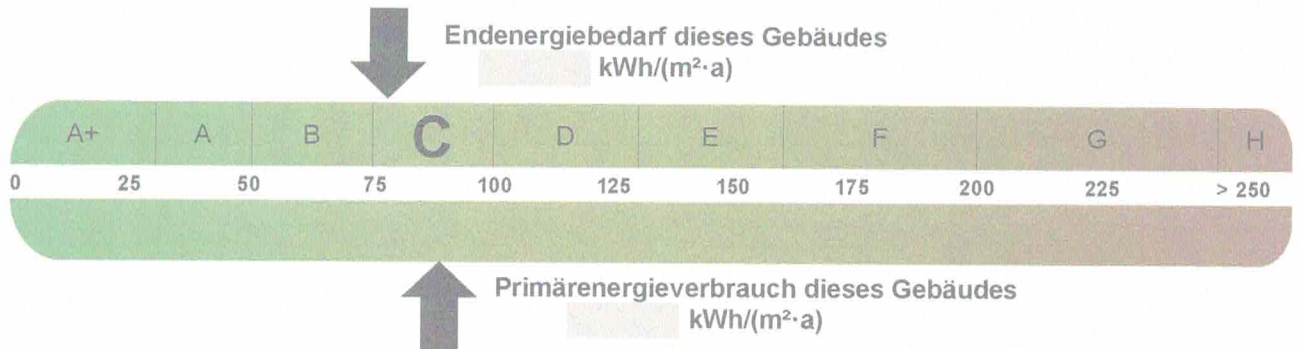 Endenergiebedarf dieses Gebäudes
kWh/(m²·a)
A+ A B C D E F G H
0 25 50 75 100 125 150 175 200 225 > 250
Primärenergieverbrauch dieses Gebäudes
kWh/(m²·a)